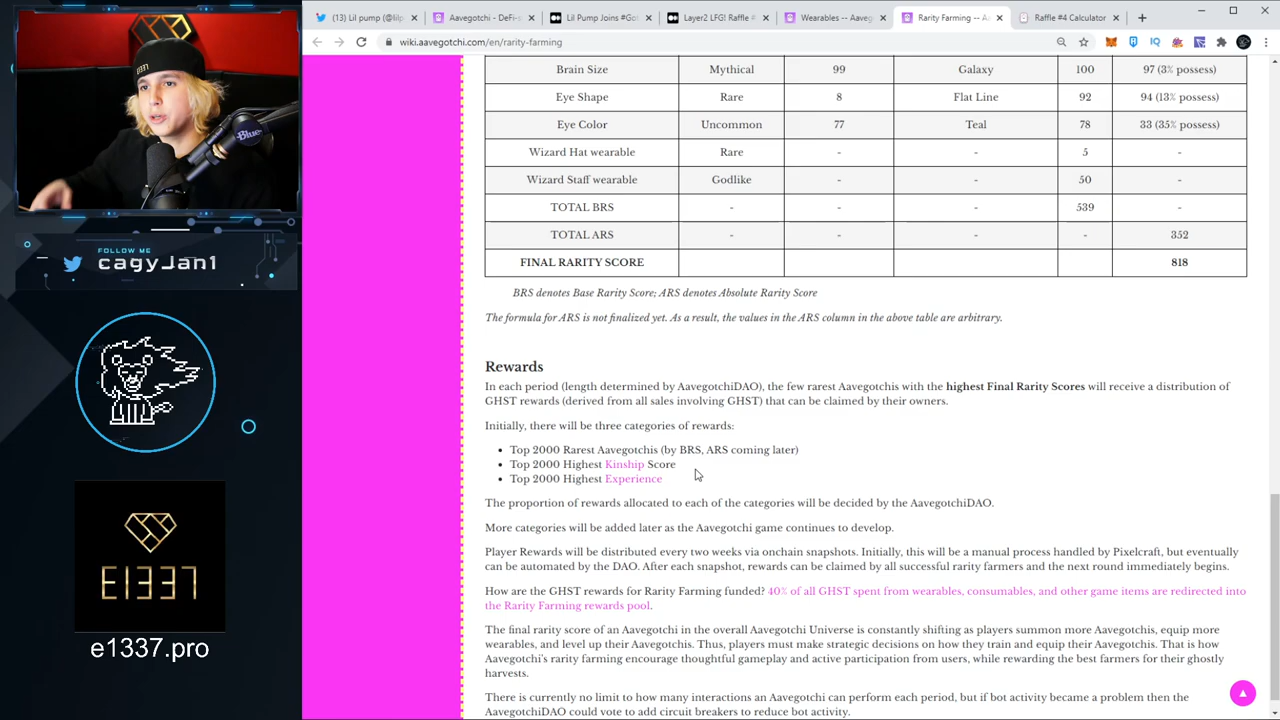 (13) Lil pump (@lilp
Aavegotchi - DeFi-s
Lil Pump Joins #Got
Layer2 LFG! Raffle #
Wearables -- Aaveg
Rarity Farming -- A
Raffle #4 Calculator
wiki.aavegotchi.com/en/rarity-farming
Brain Size Mythical 99 Galaxy 100 97 (3% possess)
Eye Shape Rare 8 Flat Line 92 94 (13% possess)
Eye Color Uncommon 77 Teal 78 33 (35% possess)
Wizard Hat wearable Rare - - 5 -
Wizard Staff wearable Godlike - - 50 -
TOTAL BRS - - - 539 -
TOTAL ARS - - - - 352
FINAL RARITY SCORE 818
BRS denotes Base Rarity Score; ARS denotes Absolute Rarity Score
The formula for ARS is not finalized yet. As a result, the values in the ARS column in the above table are arbitrary.
Rewards
In each period (length determined by AavegotchiDAO), the few rarest Aavegotchis with the highest Final Rarity Scores will receive a distribution of
GHST rewards (derived from all sales involving GHST) that can be claimed by their owners.
Initially, there will be three categories of rewards:
• Top 2000 Rarst Aavegotchis (by BRS, ARS coming later)
• Top 2000 Highest Kinship Score
• Top 2000 Highest Experience
The proportion of rewards allocated to each of the categories will be decided by the AavegotchiDAO.
More categories will be added later as the Aavegotchi game continues to develop.
Player Rewards will be distributed every two weeks via onchain snapshots. Initially, this will be a manual process handled by Pixelcraft, but eventually
can be automated by the DAO. After each snapshot, rewards can be claimed by all successful rarity farmers and the next round immediately begins.
How are the GHST rewards for Rarity Farming funded? 40% of all GHST spent from wearables, consumables, and other game items are redirected into
the Rarity Farming rewards pool.
The final rarity score of an Aavegotchi in the overall Aavegotchi Universe is constantly shifting as players summon more Aavegotchis, equip more
wearables, and level up their Aavegotchis. Thus, players must make strategic decisions on how they train and equip their Aavegotchis. That is how
Aavegotchi's rarity farming encourage thoughtful gameplay and active participation from users, while rewarding the best farmers for their ghostly
harvests.
There is currently no limit to how many interactions an Aavegotchi can perform each period, but if bot activity became a problem then the
AavegotchiDAO could vote to add circuit breakers to reduce bot activity.
Blue
FOLLOW ME
cagyJan1
E1337
e1337.pro